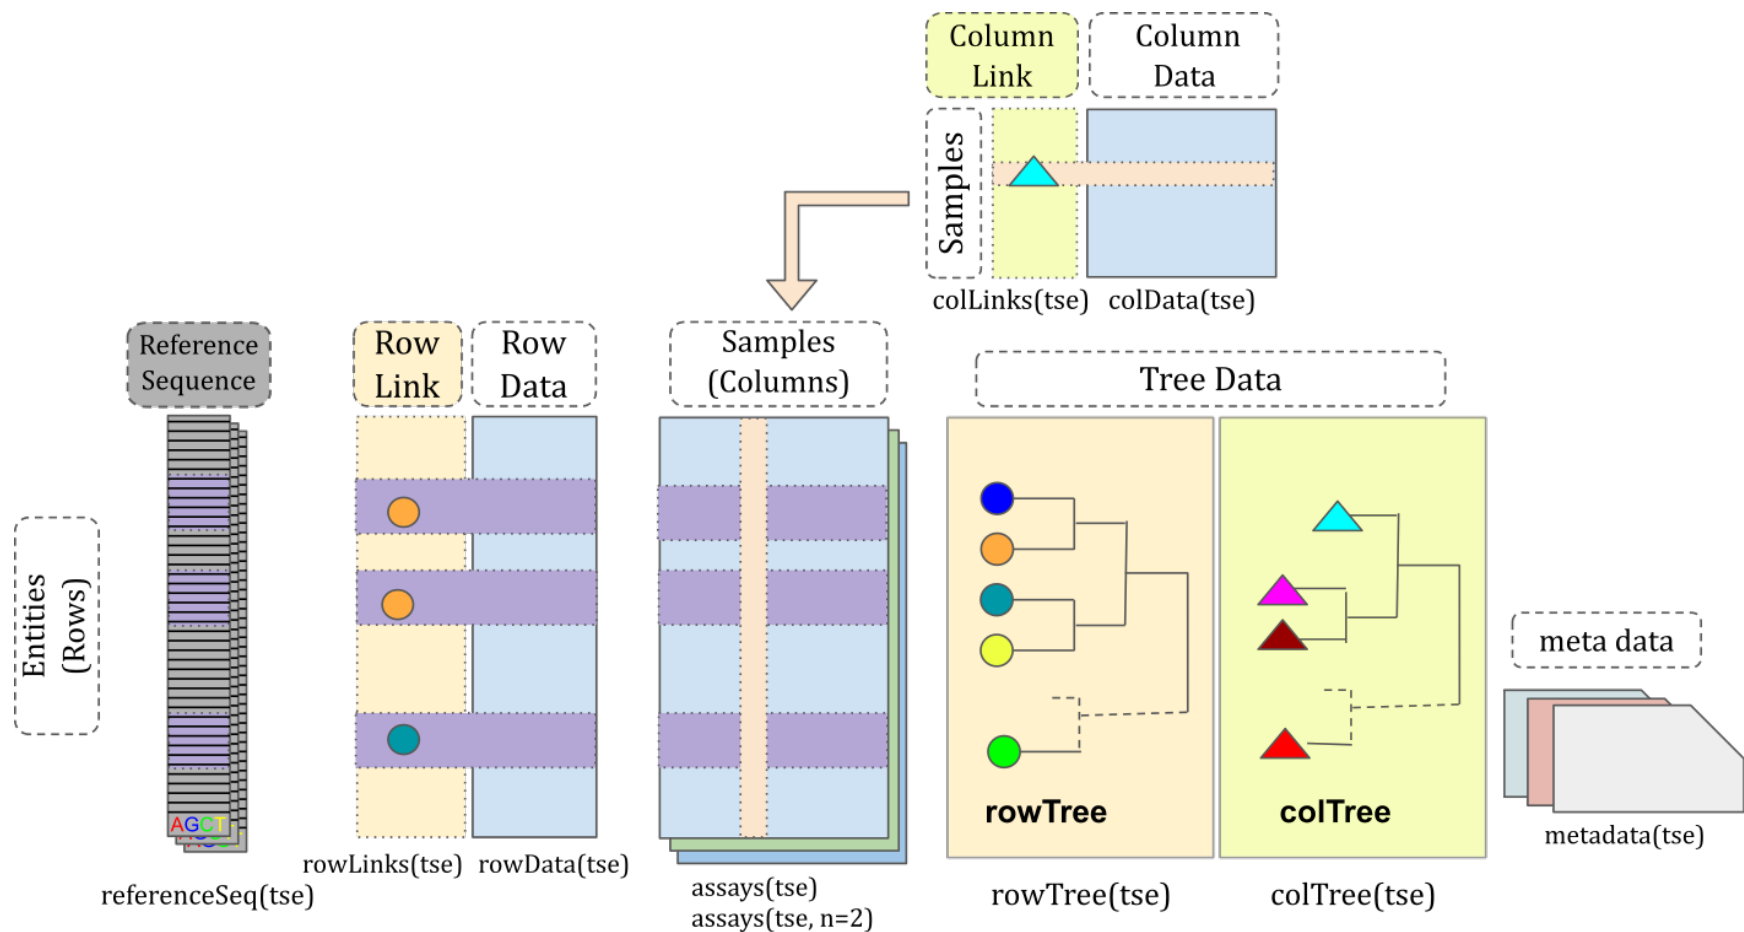 Column
Link
Column
Data
Samples
colLinks(tse)
colData(tse)
Reference
Sequence
Row
Link
Row
Data
Samples
(Columns)
Tree Data
Entities
(Rows)
AGCT
rowTree
colTree
meta data
metadata(tse)
rowLinks(tse)
rowData(tse)
referenceSeq(tse)
assays(tse)
assays(tse, n=2)
rowTree(tse)
colTree(tse)